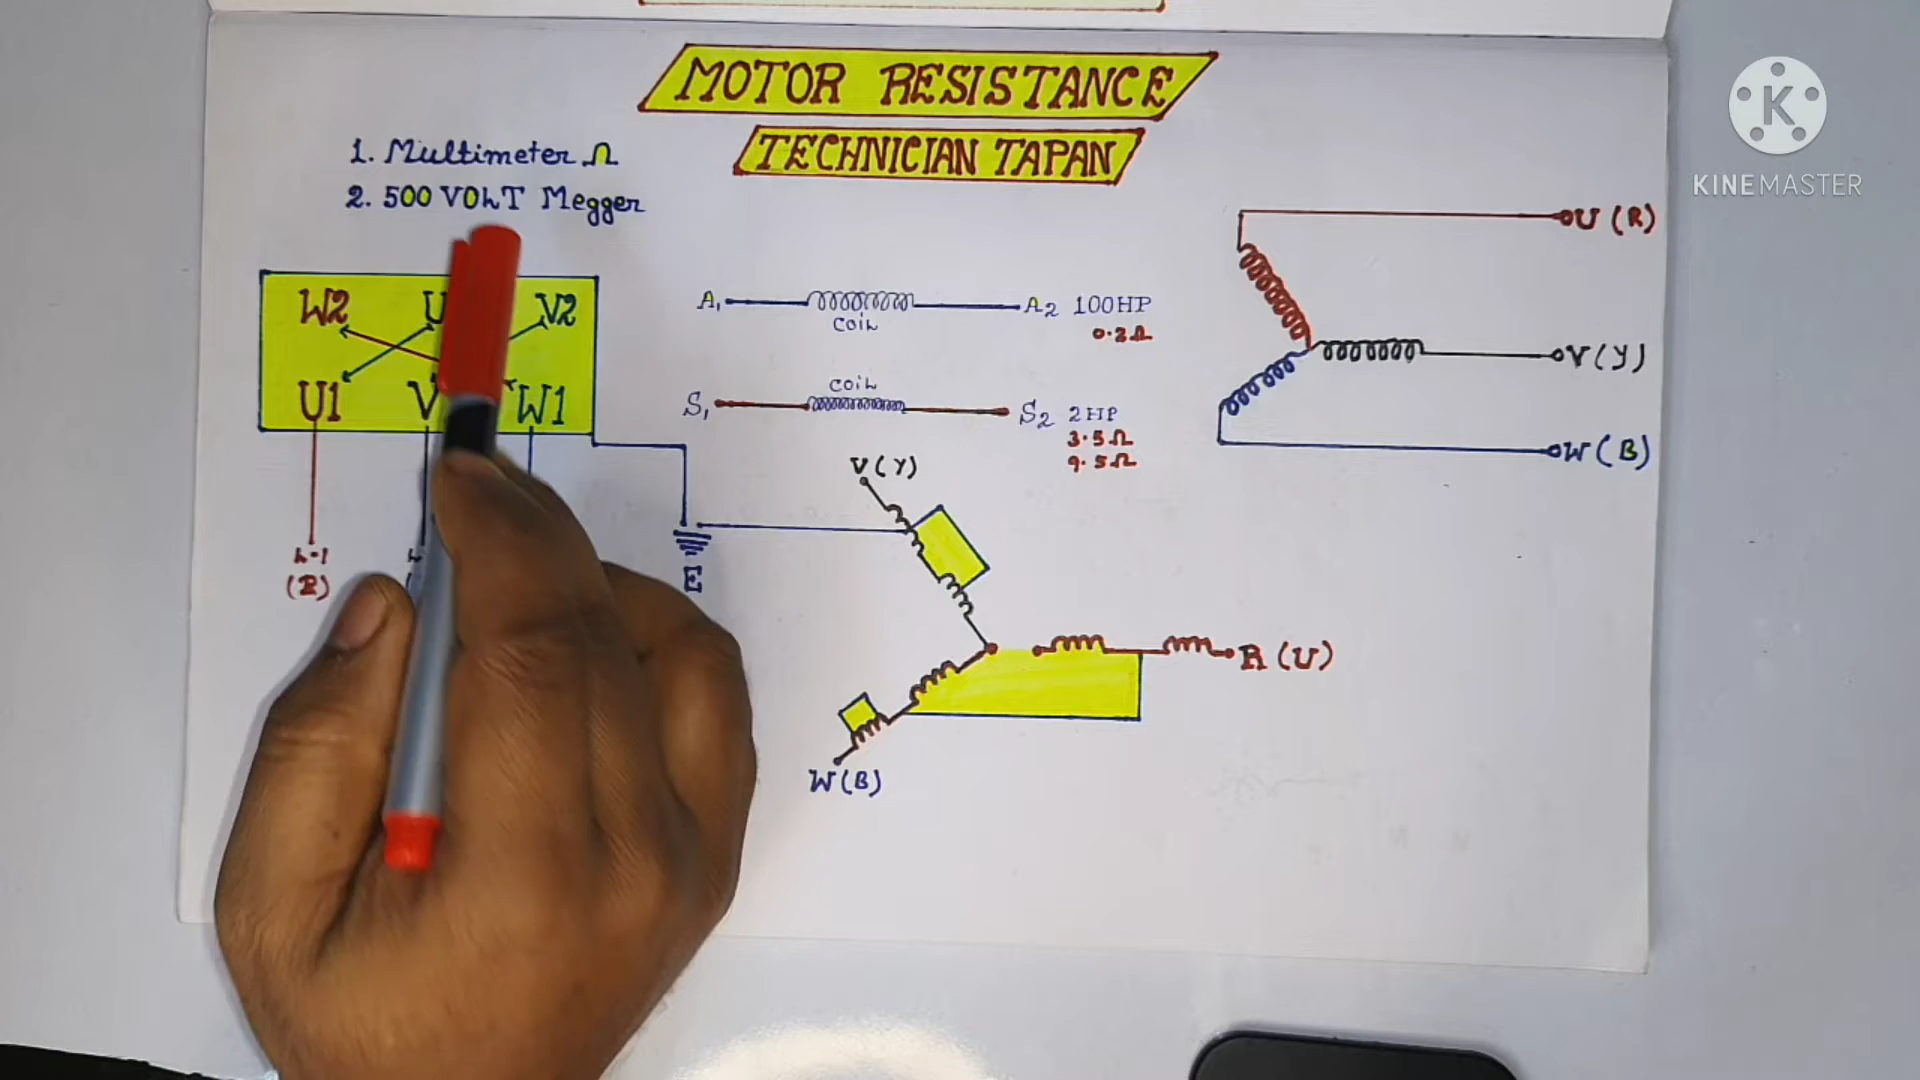 MOTOR RESISTANCE
TECHNICIAN TAPAN
1. Multimeter Ω
2. 500 VOLT Megger
KINEMASTER
W2 V2
U1 W1
L-1
(R)
E
A1 coil A2 100HP
0.2Ω
S1 coil S2 2HP
3.5Ω
9.5Ω
U (R)
V (Y)
W (B)
V (Y)
R (U)
W (B)